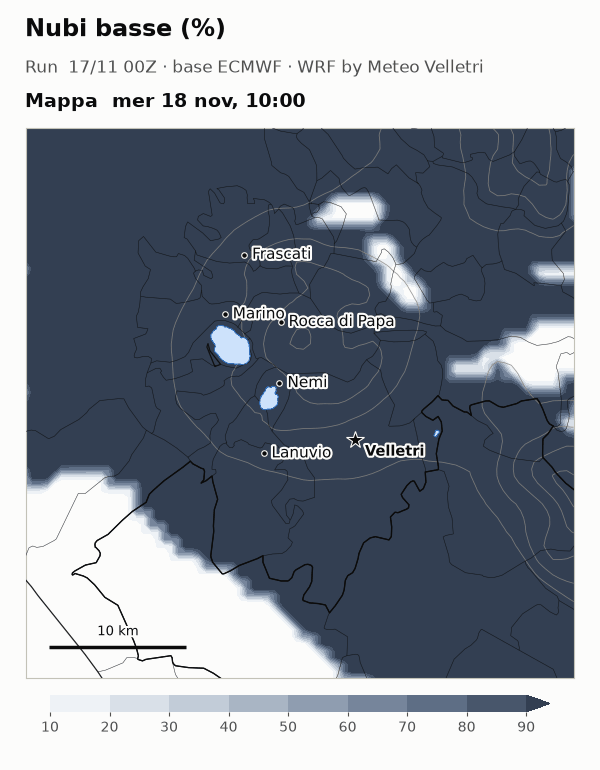 Nubi basse (%)
Run  17/11 00Z · base ECMWF · WRF by Meteo Velletri
Mappa  mer 18 nov, 10:00
Frascati
Marino
Rocca di Papa
Nemi
Velletri
Lanuvio
10 km
10 20 30 40 50 60 70 80 90